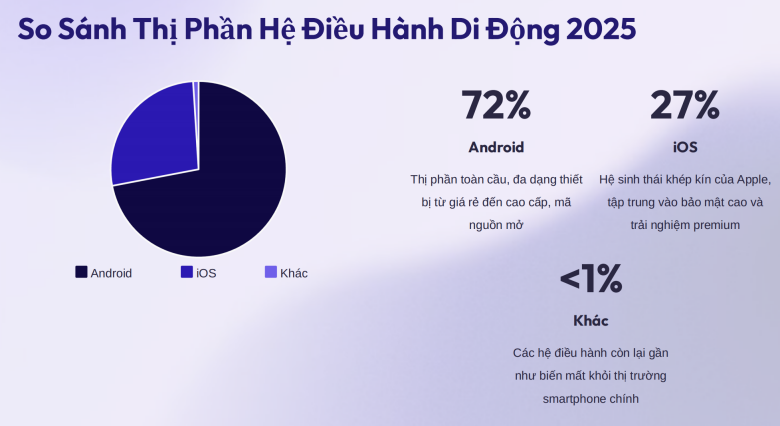 So Sánh Thị Phần Hệ Điều Hành Di Động 2025
Android
iOS
Khác
72%
Android
Thị phần toàn cầu, đa dạng thiết
bị từ giá rẻ đến cao cấp, mã
nguồn mở
27%
iOS
Hệ sinh thái khép kín của Apple,
tập trung vào bảo mật cao và
trải nghiệm premium
<1%
Khác
Các hệ điều hành còn lại gần
như biến mất khỏi thị trường
smartphone chính